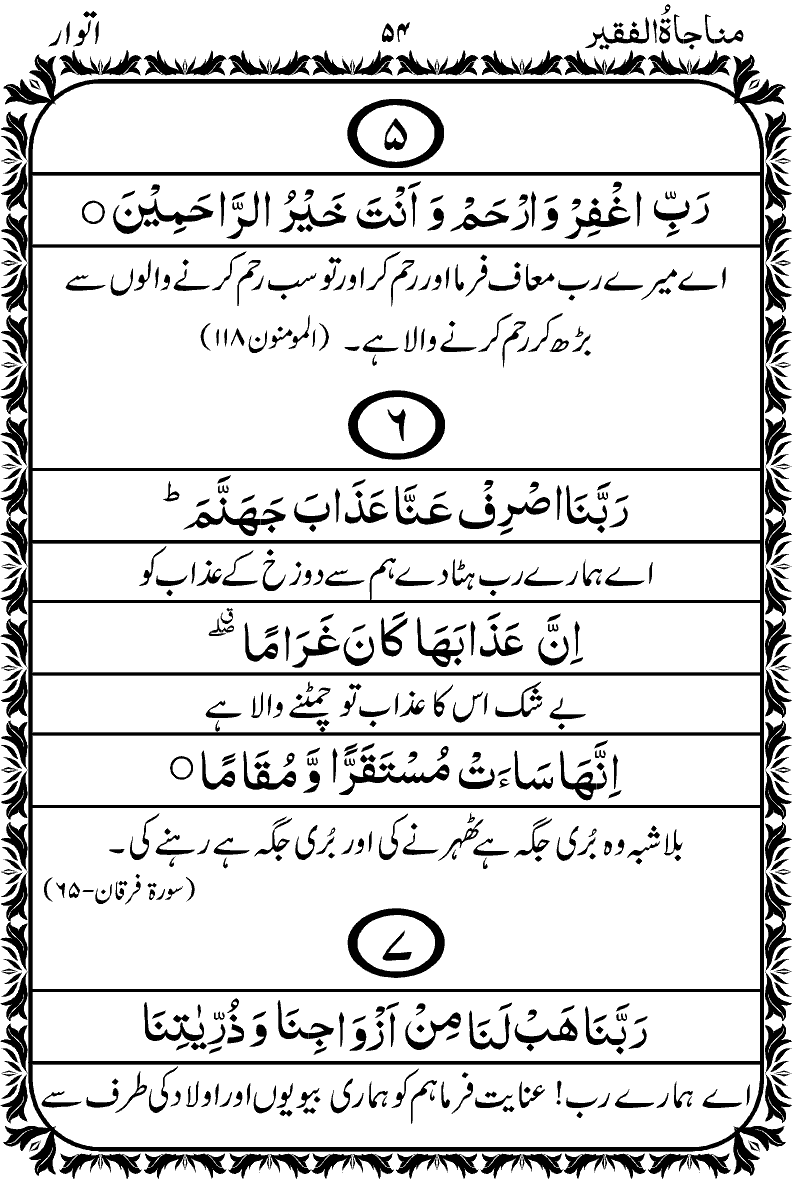 مناجاۃُالفقیر ۵۴ اتوار
۵
رَبِّ اغْفِرْ وَارْحَمْ وَ اَنْتَ خَيْرُ الرَّاحَمِيْنَ ○
اے میرے رب معاف فرما اور رحم کر اور تو سب رحم کرنے والوں سے
بڑھ کر رحم کرنے والا ہے۔ (المومنون ۱۱۸)
۶
رَبَّنَا اصْرِفْ عَنَّا عَذَابَ جَهَنَّمَ ط
اے ہمارے رب ہٹا دے ہم سے دوزخ کے عذاب کو
اِنَّ عَذَابَهَا كَانَ غَرَامًا ۖق
بے شک اس کا عذاب تو چمٹنے والا ہے
اِنَّهَا سَاءَتْ مُسْتَقَرًّا وَّ مُقَامًا ○
بلاشبہ وہ بُری جگہ ہے ٹھہرنے کی اور بُری جگہ ہے رہنے کی۔
(سورۃ فرقان-۶۵)
۷
رَبَّنَا هَبْ لَنَا مِنْ اَزْوَاجِنَا وَ ذُرِّيّٰتِنَا
اے ہمارے رب! عنایت فرما ہم کو ہماری بیویوں اور اولاد کی طرف سے